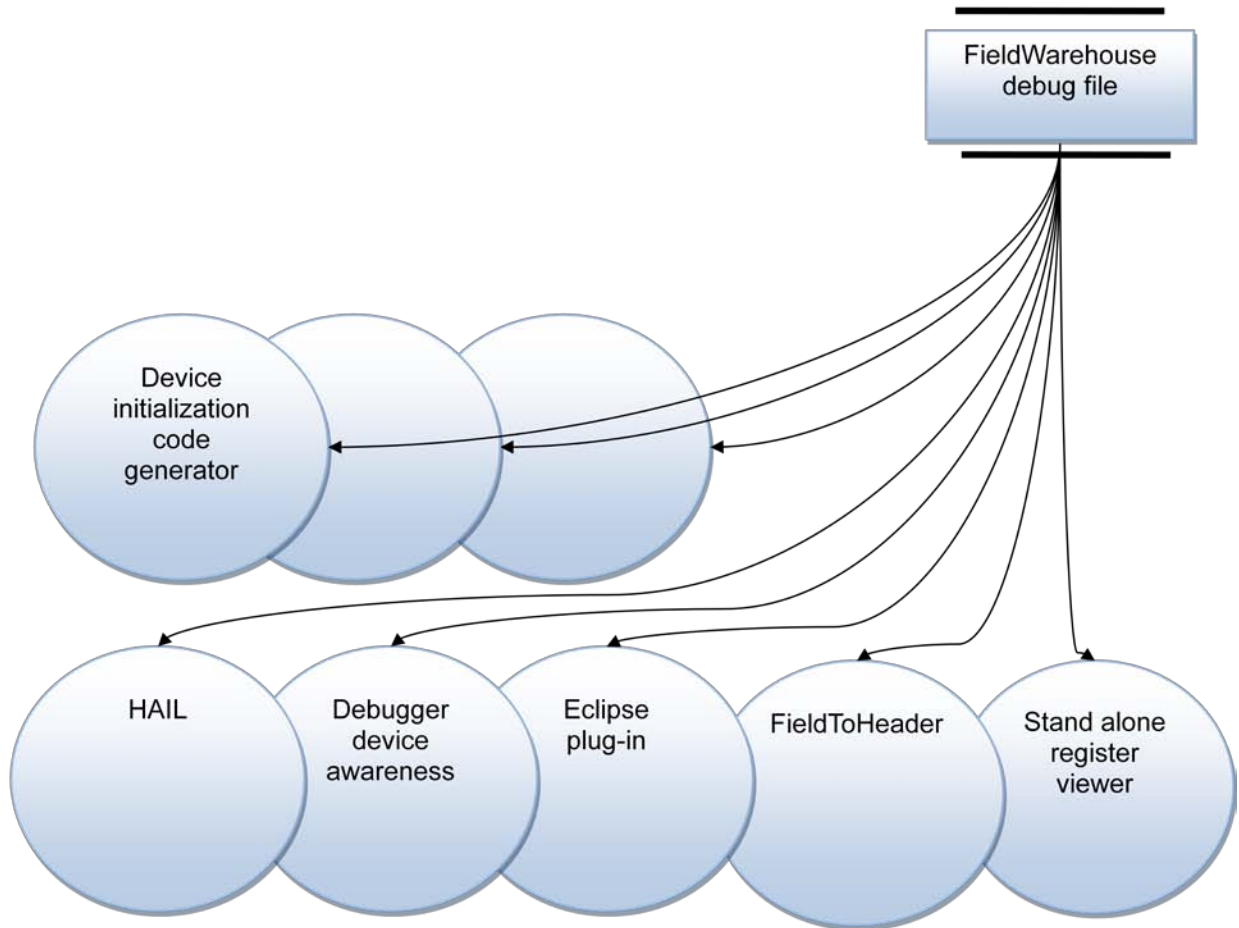 FieldWarehouse
debug file
Device
initialization
code
generator
HAIL
Debugger
device
awareness
Eclipse
plug-in
FieldToHeader
Stand alone
register
viewer